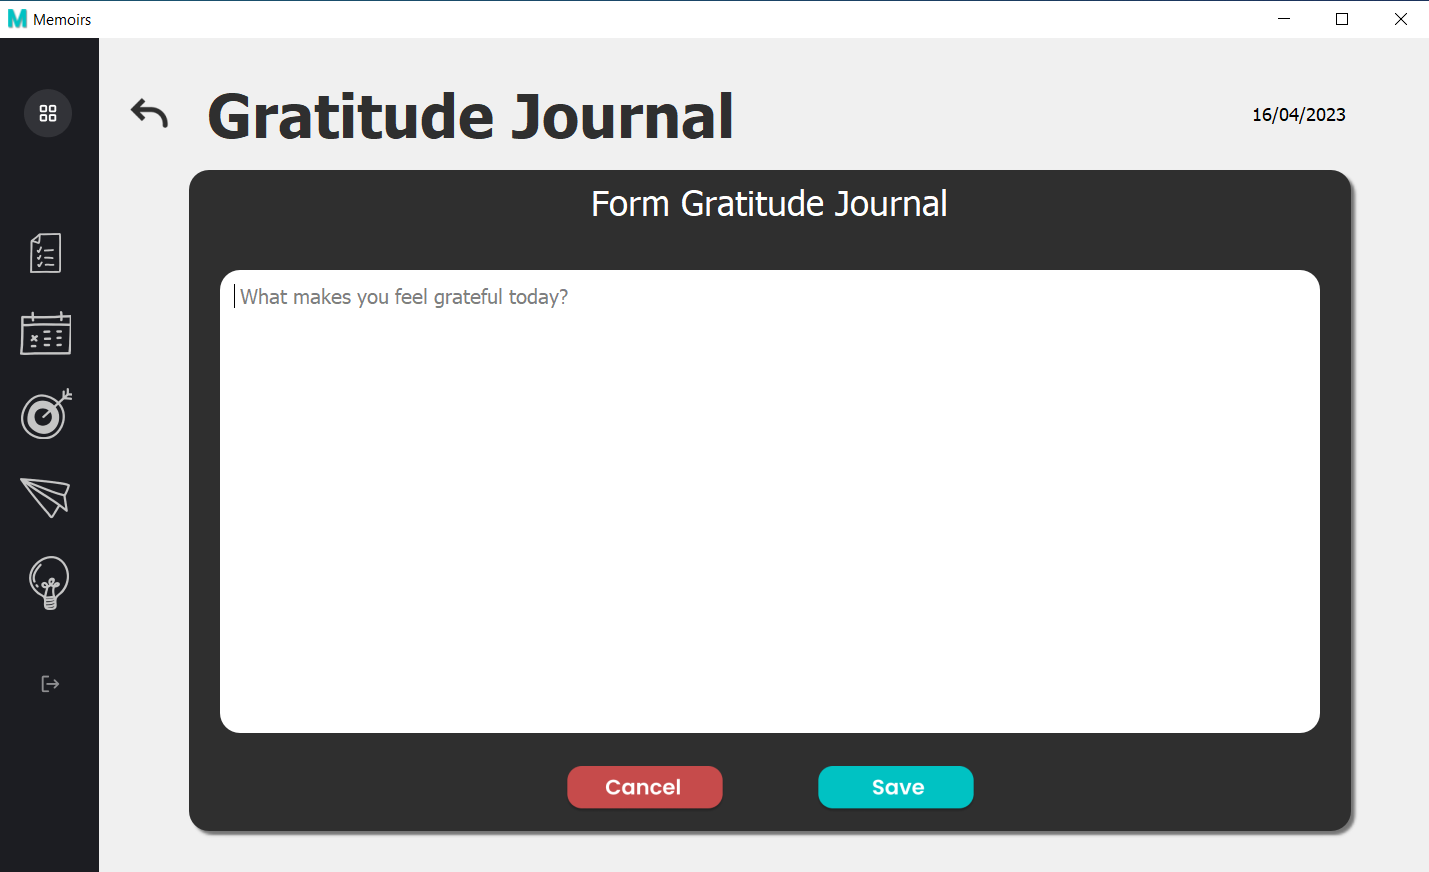 M Memoirs
Gratitude Journal
16/04/2023
Form Gratitude Journal
What makes you feel grateful today?
Cancel
Save